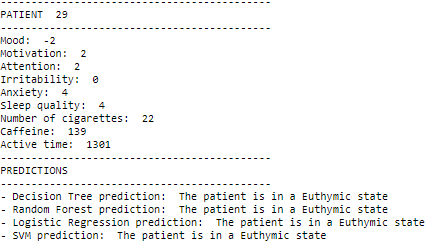 -------------------------------------------
PATIENT  29
-------------------------------------------
Mood:  -2
Motivation:  2
Attention:  2
Irritability:  0
Anxiety:  4
Sleep quality:  4
Number of cigarettes:  22
Caffeine:  139
Active time:  1301
-------------------------------------------
PREDICTIONS
-------------------------------------------
- Decision Tree prediction:  The patient is in a Euthymic state
- Random Forest prediction:  The patient is in a Euthymic state
- Logistic Regression prediction:  The patient is in a Euthymic state
- SVM prediction:  The patient is in a Euthymic state